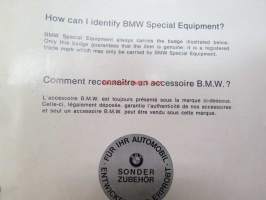 How can I identify BMW Special Equipment?
BMW Special Equipment always carries the badge illustrated below.
Only this badge guarantees that the item is genuine: it is a registered
trade mark which may only be carried by BMW Special Equipment.
Comment reconnaître un accessoire B.M.W.?
L'accessoire B.M.W. est toujours présenté sous la marque ci-dessous.
Celle-ci, légalement déposée, garantit l'authenticité de nos accessoires
et seul un accessoire B.M.W. peut être vendu sous cette marque.
FÜR IHR AUTOMOBIL
SONDER
ZUBEHÖR